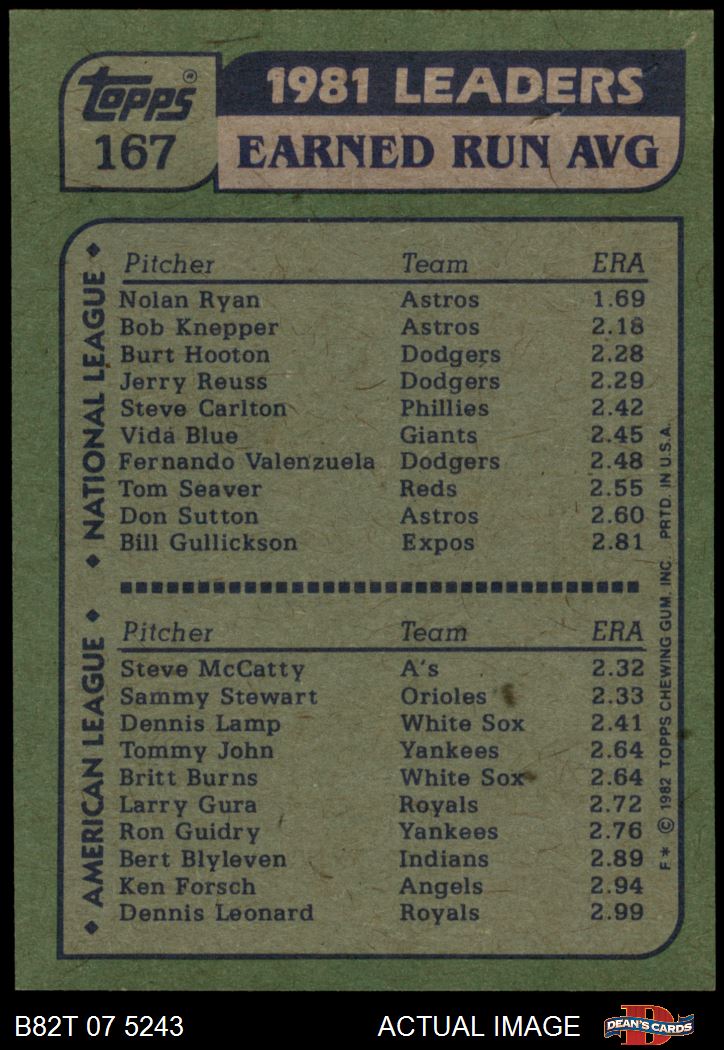 Topps®
167
1981 LEADERS
EARNED RUN AVG
NATIONAL LEAGUE
Pitcher Team ERA
Nolan Ryan Astros 1.69
Bob Knepper Astros 2.18
Burt Hooton Dodgers 2.28
Jerry Reuss Dodgers 2.29
Steve Carlton Phillies 2.42
Vida Blue Giants 2.45
Fernando Valenzuela Dodgers 2.48
Tom Seaver Reds 2.55
Don Sutton Astros 2.60
Bill Gullickson Expos 2.81
AMERICAN LEAGUE
Pitcher Team ERA
Steve McCatty A's 2.32
Sammy Stewart Orioles 2.33
Dennis Lamp White Sox 2.41
Tommy John Yankees 2.64
Britt Burns White Sox 2.64
Larry Gura Royals 2.72
Ron Guidry Yankees 2.76
Bert Blyleven Indians 2.89
Ken Forsch Angels 2.94
Dennis Leonard Royals 2.99
F* © 1982 TOPPS CHEWING GUM, INC. PRTD. IN U.S.A.
B82T 07 5243 ACTUAL IMAGE
D
DEAN'S CARDS